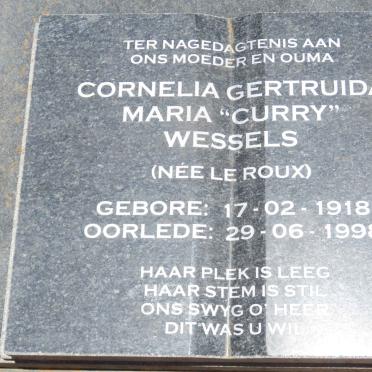 TER NAGEDAGTENIS AAN
ONS MOEDER EN OUMA
CORNELIA GERTRUIDA
MARIA "CURRY"
WESSELS
(NÉE LE ROUX)
GEBORE: 17-02-1918
OORLEDE: 29-06-1998
HAAR PLEK IS LEEG
HAAR STEM IS STIL
ONS SWYG O' HEER
DIT WAS U WIL